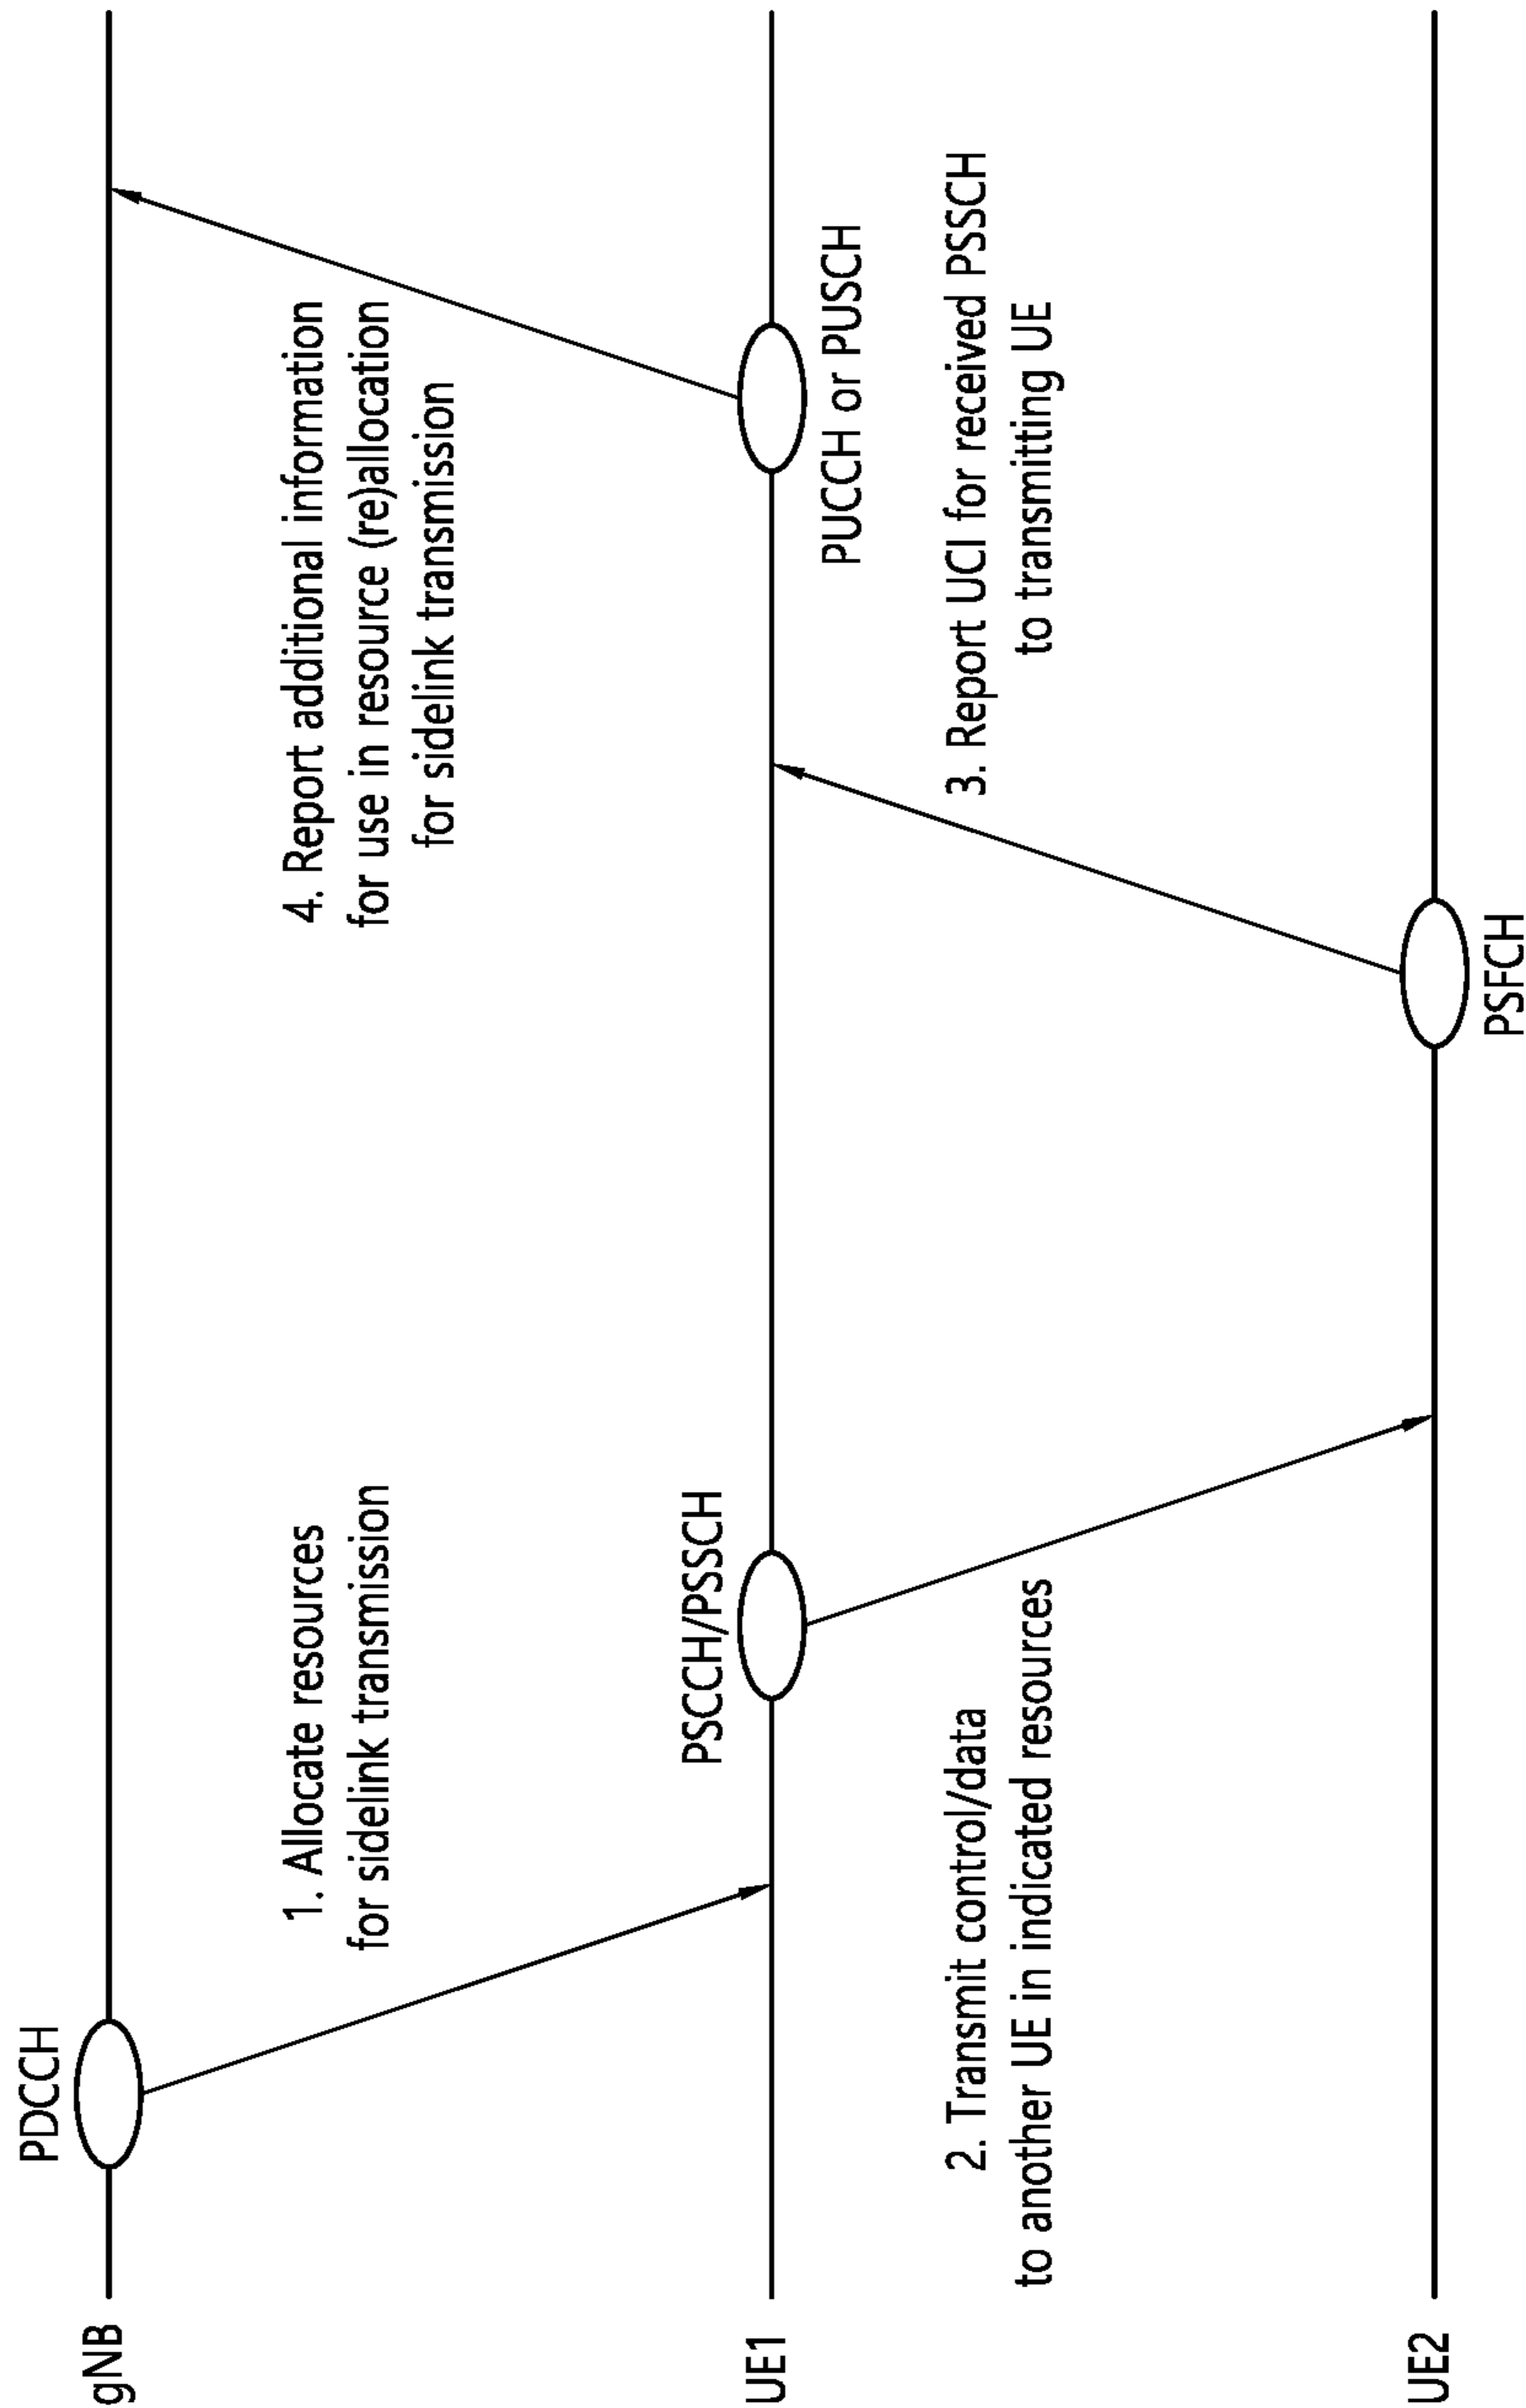 PDCCH
gNB
1. Allocate resources
for sidelink transmission
4. Report additional information
for use in resource (re)allocation
for sidelink transmission
PSCCH/PSSCH
UE1
PUCCH or PUSCH
2. Transmit control/data
to another UE in indicated resources
3. Report UCI for received PSSCH
to transmitting UE
UE2
PSFCH